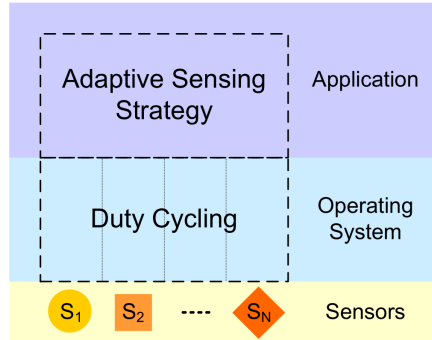 Adaptive Sensing
Strategy
Application
Duty Cycling
Operating
System
S1 S2 ---- SN
Sensors